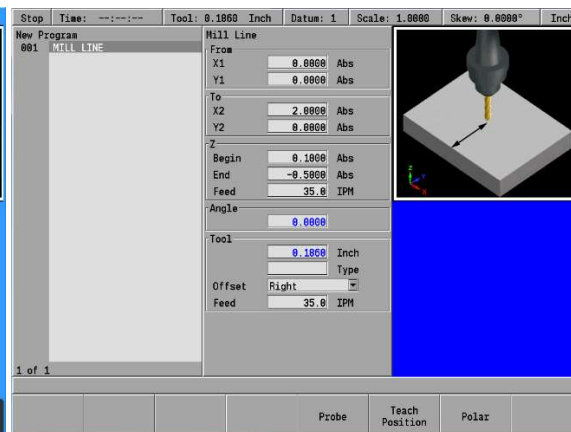 Stop Time: --:--:-- Tool: 0.1860 Inch Datum: 1 Scale: 1.0000 Skew: 0.0000° Inch
New Program
001 MILL LINE
1 of 1
Mill Line
From
X1 0.0000 Abs
Y1 0.0000 Abs
To
X2 2.0000 Abs
Y2 0.0000 Abs
Z
Begin 0.1000 Abs
End -0.5000 Abs
Feed 35.0 IPM
Angle
0.0000
Tool
0.1860 Inch
Type
Offset Right
Feed 35.0 IPM
Z Y X
Probe Teach Position Polar